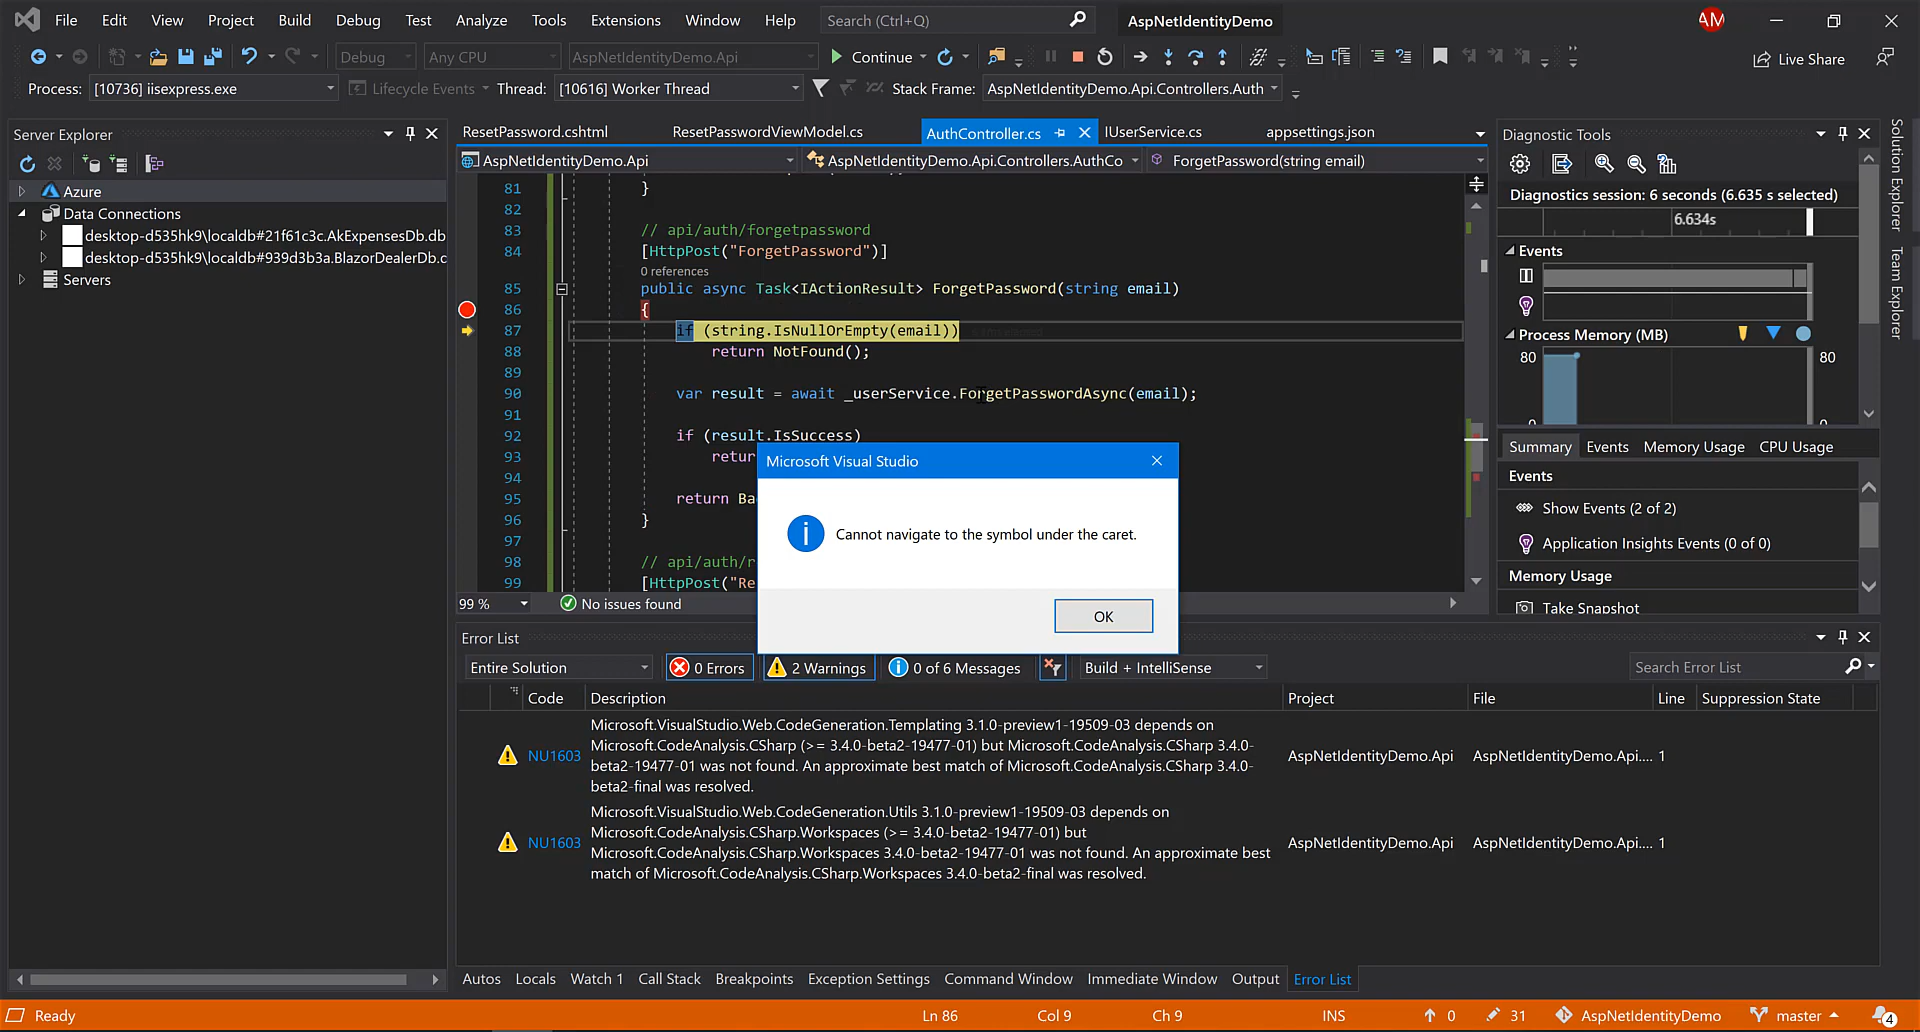 File Edit View Project Build Debug Test Analyze Tools Extensions Window Help Search (Ctrl+Q) AspNetIdentityDemo AM
Debug Any CPU AspNetIdentityDemo.Api Continue Live Share
Process: [10736] iisexpress.exe Lifecycle Events Thread: [10616] Worker Thread Stack Frame: AspNetIdentityDemo.Api.Controllers.Auth
Server Explorer
Azure
Data Connections
desktop-d535hk9\localdb#21f61c3c.AkExpensesDb.db
desktop-d535hk9\localdb#939d3b3a.BlazorDealerDb.c
Servers
ResetPassword.cshtml ResetPasswordViewModel.cs AuthController.cs IUserService.cs appsettings.json
AspNetIdentityDemo.Api AspNetIdentityDemo.Api.Controllers.AuthCo ForgetPassword(string email)
81 }
82
83 // api/auth/forgetpassword
84 [HttpPost("ForgetPassword")]
0 references
85 public async Task<IActionResult> ForgetPassword(string email)
86 {
87 if (string.IsNullOrEmpty(email))
88 return NotFound();
89
90 var result = await _userService.ForgetPasswordAsync(email);
91
92 if (result.IsSuccess)
93 retur
94
95 return Ba
96 }
97
98 // api/auth/r
99 [HttpPost("Re
99 % No issues found
Microsoft Visual Studio
Cannot navigate to the symbol under the caret.
OK
Diagnostic Tools
Diagnostics session: 6 seconds (6.635 s selected)
6.634s
Events
Process Memory (MB)
80 80
0 0
Summary Events Memory Usage CPU Usage
Events
Show Events (2 of 2)
Application Insights Events (0 of 0)
Memory Usage
Take Snapshot
Solution Explorer
Team Explorer
Error List
Entire Solution 0 Errors 2 Warnings 0 of 6 Messages Build + IntelliSense Search Error List
Code Description Project File Line Suppression State
NU1603 Microsoft.VisualStudio.Web.CodeGeneration.Templating 3.1.0-preview1-19509-03 depends on
Microsoft.CodeAnalysis.CSharp (>= 3.4.0-beta2-19477-01) but Microsoft.CodeAnalysis.CSharp 3.4.0-
beta2-19477-01 was not found. An approximate best match of Microsoft.CodeAnalysis.CSharp 3.4.0-
beta2-final was resolved.
AspNetIdentityDemo.Api AspNetIdentityDemo.Api.... 1
NU1603 Microsoft.VisualStudio.Web.CodeGeneration.Utils 3.1.0-preview1-19509-03 depends on
Microsoft.CodeAnalysis.CSharp.Workspaces (>= 3.4.0-beta2-19477-01) but
Microsoft.CodeAnalysis.CSharp.Workspaces 3.4.0-beta2-19477-01 was not found. An approximate best
match of Microsoft.CodeAnalysis.CSharp.Workspaces 3.4.0-beta2-final was resolved.
AspNetIdentityDemo.Api AspNetIdentityDemo.Api.... 1
Autos Locals Watch 1 Call Stack Breakpoints Exception Settings Command Window Immediate Window Output Error List
Ready Ln 86 Col 9 Ch 9 INS 0 31 AspNetIdentityDemo master 4